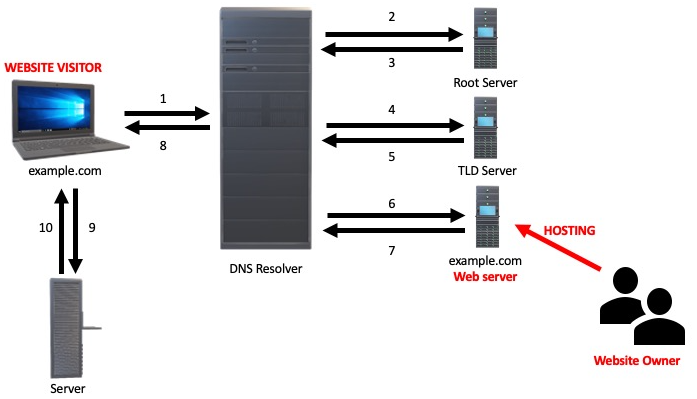 2
3
Root Server
WEBSITE VISITOR
1
8
example.com
4
5
TLD Server
6
7
example.com
Web server
HOSTING
10
9
DNS Resolver
Website Owner
Server